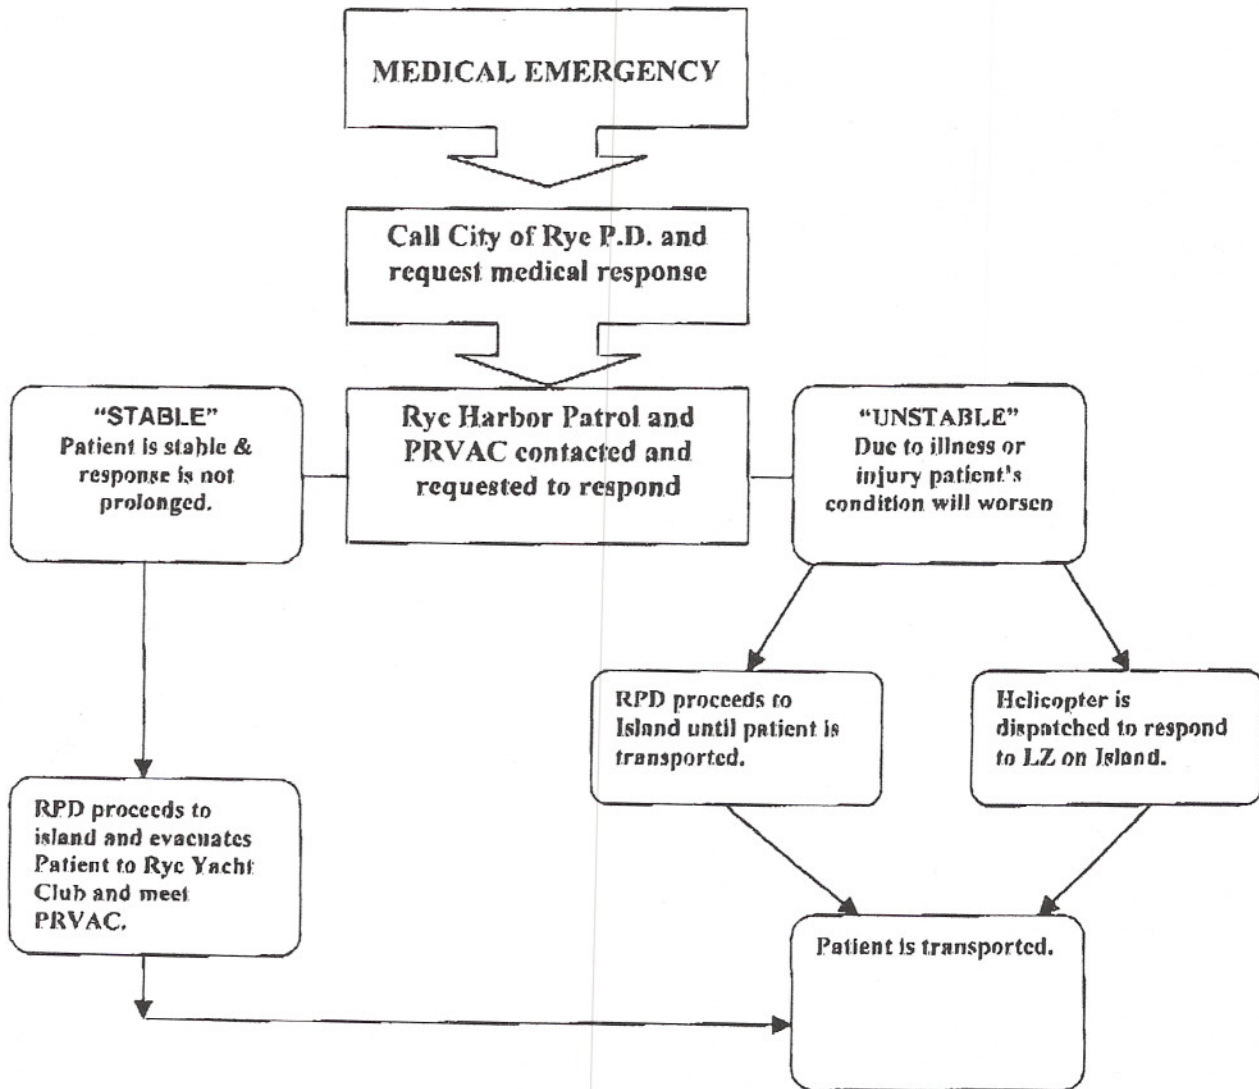 MEDICAL EMERGENCY
Call City of Rye P.D. and
request medical response
Rye Harbor Patrol and
PRVAC contacted and
requested to respond
“STABLE”
Patient is stable &
response is not
prolonged.
“UNSTABLE”
Due to illness or
injury patient's
condition will worsen
RPD proceeds to
Island until patient is
transported.
Helicopter is
dispatched to respond
to LZ on Island.
RPD proceeds to
island and evacuates
Patient to Rye Yacht
Club and meet
PRVAC.
Patient is transported.